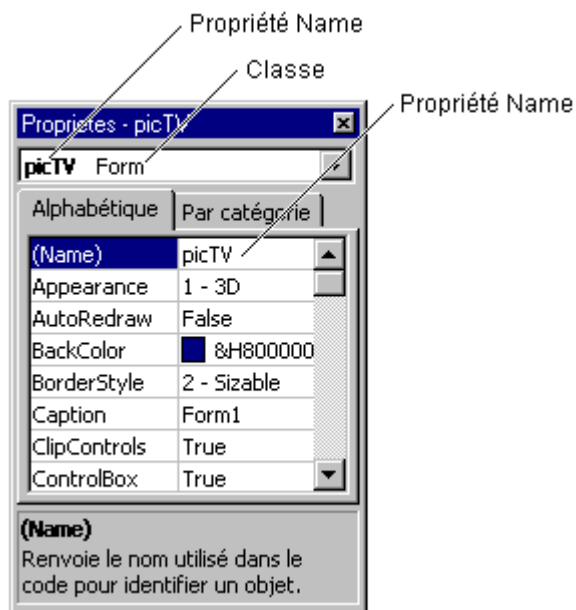 Propriété Name
Classe
Propriété Name
Propriétés - picTV
picTV Form
Alphabétique Par catégorie
(Name) picTV
Appearance 1 - 3D
AutoRedraw False
BackColor &H800000
BorderStyle 2 - Sizable
Caption Form1
ClipControls True
ControlBox True
(Name)
Renvoie le nom utilisé dans le
code pour identifier un objet.